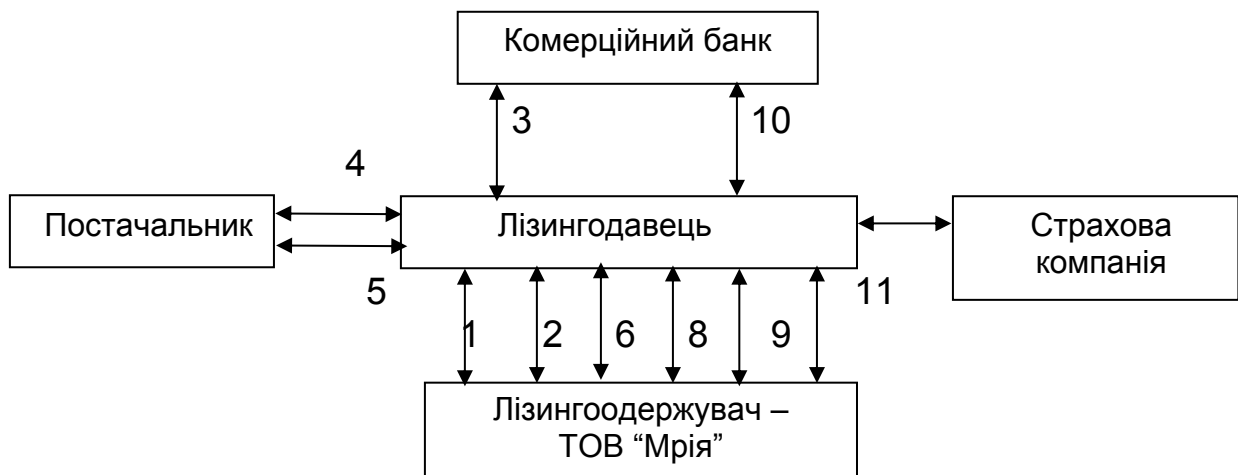 Комерційний банк
3
10
4
Постачальник
Лізингодавець
Страхова
компанія
5
11
1
2
6
8
9
Лізингоодержувач –
ТОВ “Мрія”